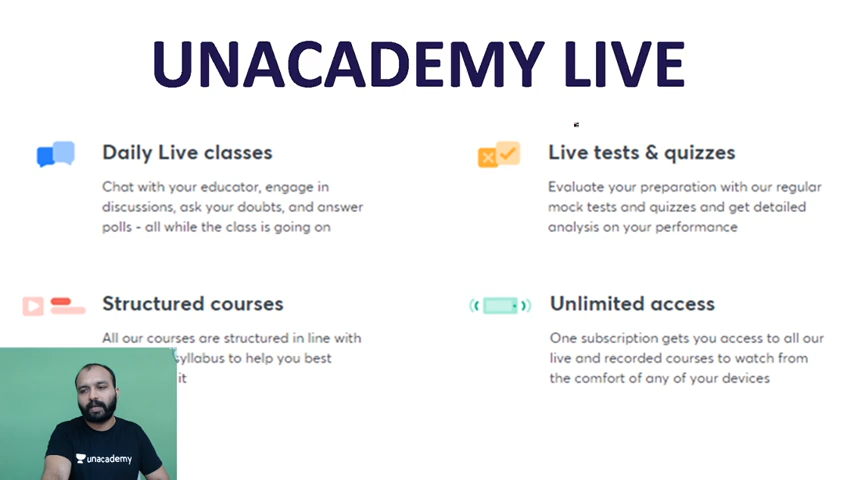 UNACADEMY LIVE
Daily Live classes
Chat with your educator, engage in
discussions, ask your doubts, and answer
polls - all while the class is going on
Live tests & quizzes
Evaluate your preparation with our regular
mock tests and quizzes and get detailed
analysis on your performance
Structured courses
All our courses are structured in line with
syllabus to help you best
it
Unlimited access
One subscription gets you access to all our
live and recorded courses to watch from
the comfort of any of your devices
unacademy